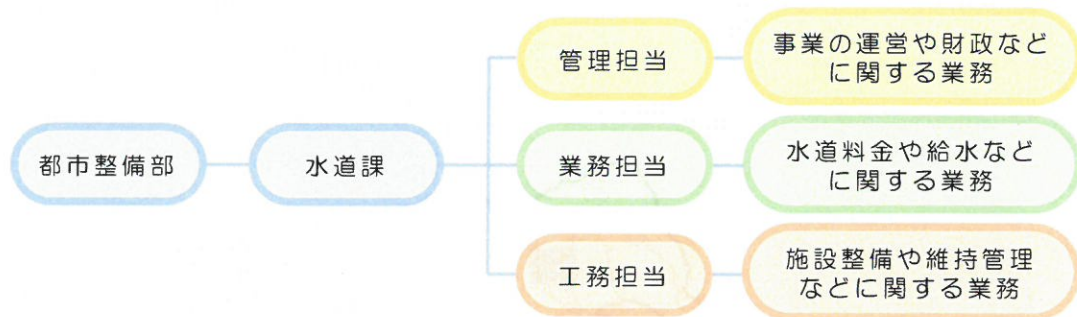 都市整備部
水道課
管理担当
事業の運営や財政など
に関する業務
業務担当
水道料金や給水など
に関する業務
工務担当
施設整備や維持管理
などに関する業務